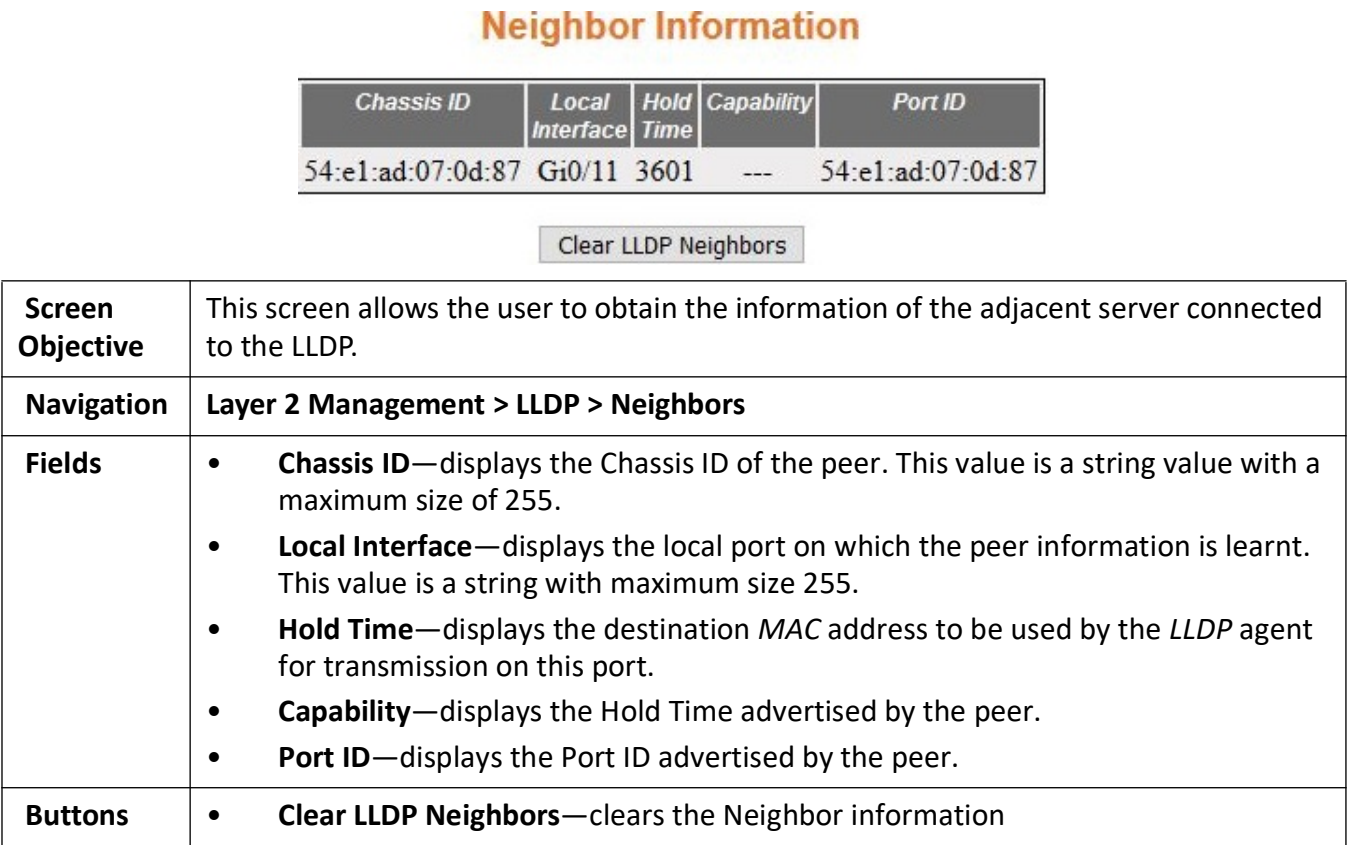 Neighbor Information
Chassis ID Local Interface Hold Time Capability Port ID
54:e1:ad:07:0d:87 Gi0/11 3601 --- 54:e1:ad:07:0d:87
Clear LLDP Neighbors
Screen Objective
This screen allows the user to obtain the information of the adjacent server connected
to the LLDP.
Navigation
Layer 2 Management > LLDP > Neighbors
Fields
• Chassis ID—displays the Chassis ID of the peer. This value is a string value with a
maximum size of 255.
• Local Interface—displays the local port on which the peer information is learnt.
This value is a string with maximum size 255.
• Hold Time—displays the destination MAC address to be used by the LLDP agent
for transmission on this port.
• Capability—displays the Hold Time advertised by the peer.
• Port ID—displays the Port ID advertised by the peer.
Buttons
• Clear LLDP Neighbors—clears the Neighbor information